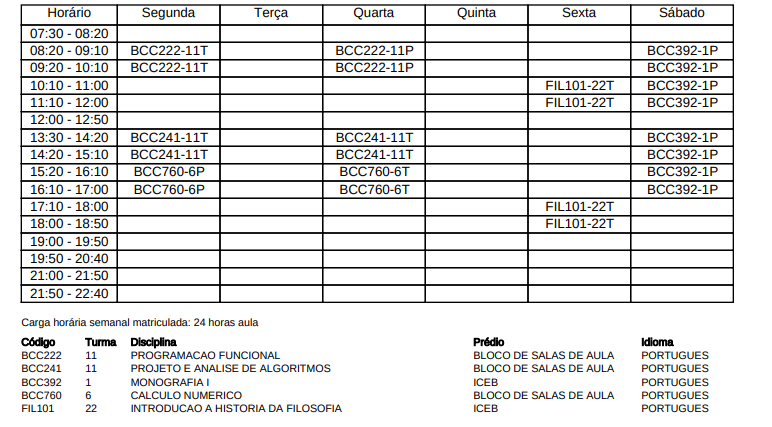 Horário Segunda Terça Quarta Quinta Sexta Sábado
07:30 - 08:20
08:20 - 09:10 BCC222-11T BCC222-11P BCC392-1P
09:20 - 10:10 BCC222-11T BCC222-11P BCC392-1P
10:10 - 11:00 FIL101-22T BCC392-1P
11:10 - 12:00 FIL101-22T BCC392-1P
12:00 - 12:50
13:30 - 14:20 BCC241-11T BCC241-11T BCC392-1P
14:20 - 15:10 BCC241-11T BCC241-11T BCC392-1P
15:20 - 16:10 BCC760-6P BCC760-6T BCC392-1P
16:10 - 17:00 BCC760-6P BCC760-6T BCC392-1P
17:10 - 18:00 FIL101-22T
18:00 - 18:50 FIL101-22T
19:00 - 19:50
19:50 - 20:40
21:00 - 21:50
21:50 - 22:40
Carga horária semanal matriculada: 24 horas aula
Código Turma Disciplina Prédio Idioma
BCC222 11 PROGRAMACAO FUNCIONAL BLOCO DE SALAS DE AULA PORTUGUES
BCC241 11 PROJETO E ANALISE DE ALGORITMOS BLOCO DE SALAS DE AULA PORTUGUES
BCC392 1 MONOGRAFIA I ICEB PORTUGUES
BCC760 6 CALCULO NUMERICO BLOCO DE SALAS DE AULA PORTUGUES
FIL101 22 INTRODUCAO A HISTORIA DA FILOSOFIA ICEB PORTUGUES